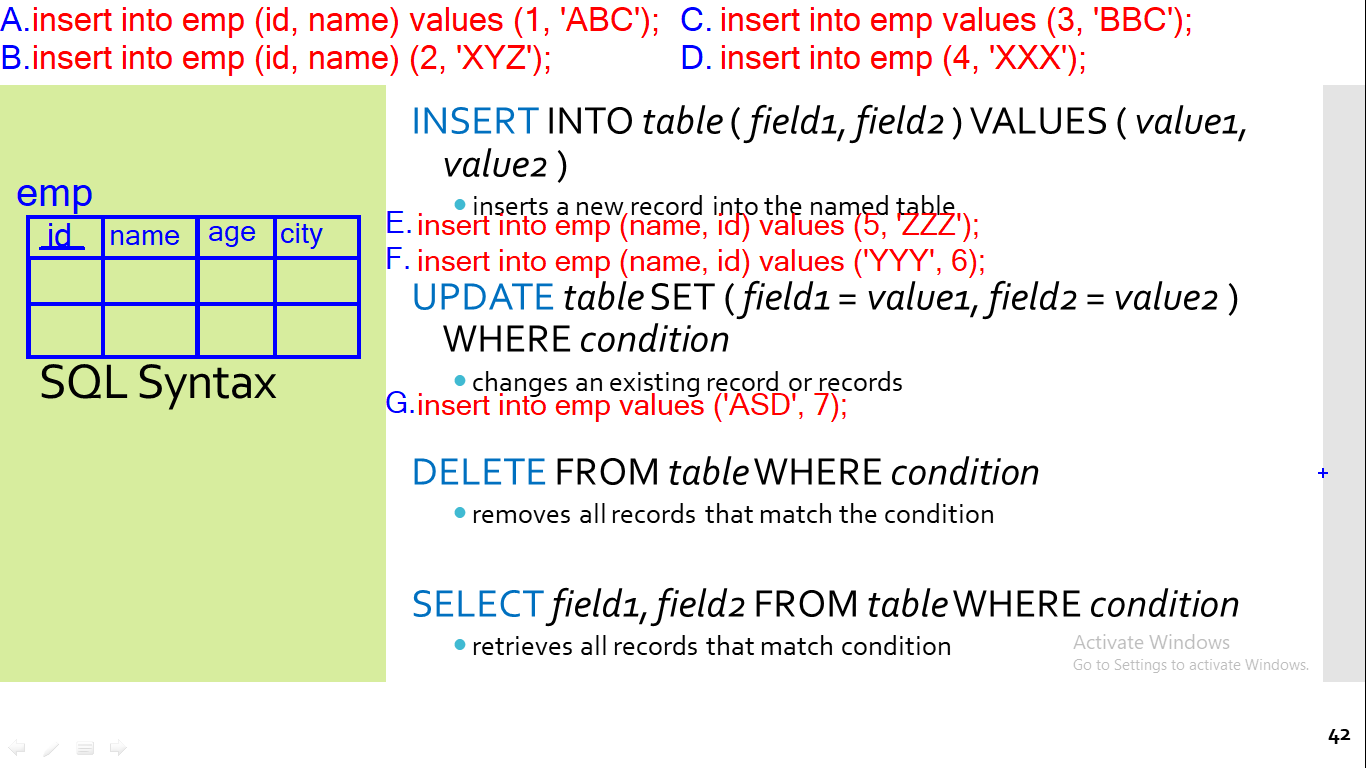 A.insert into emp (id, name) values (1, 'ABC');
C. insert into emp values (3, 'BBC');
B.insert into emp (id, name) (2, 'XYZ');
D. insert into emp (4, 'XXX');
emp
id name age city
SQL Syntax
INSERT INTO table ( field1, field2 ) VALUES ( value1,
value2 )
• inserts a new record into the named table
E. insert into emp (name, id) values (5, 'ZZZ');
F. insert into emp (name, id) values ('YYY', 6);
UPDATE table SET ( field1 = value1, field2 = value2 )
WHERE condition
• changes an existing record or records
G.insert into emp values ('ASD', 7);
DELETE FROM table WHERE condition
• removes all records that match the condition
SELECT field1, field2 FROM table WHERE condition
• retrieves all records that match condition
Activate Windows
Go to Settings to activate Windows.
42